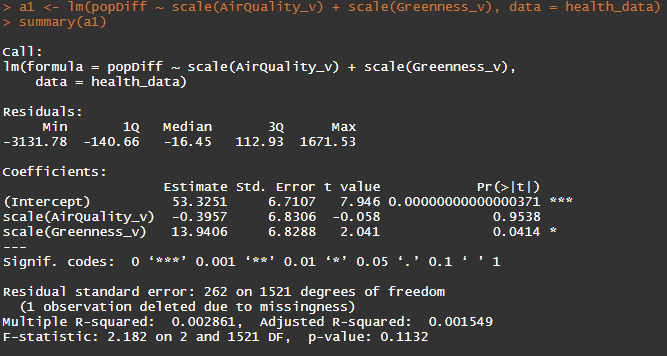 > a1 <- lm(popDiff ~ scale(AirQuality_v) + scale(Greenness_v), data = health_data)
> summary(a1)

Call:
lm(formula = popDiff ~ scale(AirQuality_v) + scale(Greenness_v),
    data = health_data)

Residuals:
     Min       1Q   Median       3Q      Max
-3131.78  -140.66   -16.45   112.93  1671.53

Coefficients:
                    Estimate Std. Error t value             Pr(>|t|)
(Intercept)          53.3251     6.7107   7.946 0.00000000000000371 ***
scale(AirQuality_v)  -0.3957     6.8306  -0.058              0.9538
scale(Greenness_v)   13.9406     6.8288   2.041              0.0414 *
---
Signif. codes:  0 ‘***’ 0.001 ‘**’ 0.01 ‘*’ 0.05 ‘.’ 0.1 ‘ ’ 1

Residual standard error: 262 on 1521 degrees of freedom
  (1 observation deleted due to missingness)
Multiple R-squared:  0.002861,	Adjusted R-squared:  0.001549
F-statistic: 2.182 on 2 and 1521 DF,  p-value: 0.1132